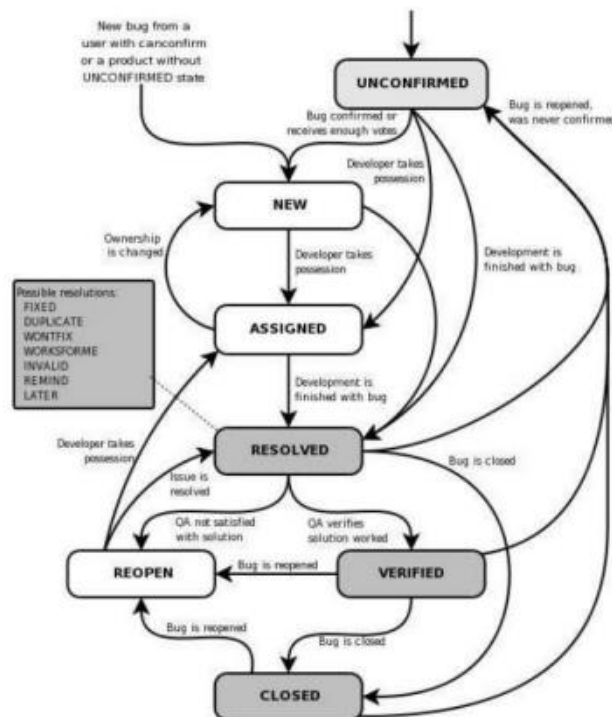 New bug from a
user with canconfirm
or a product without
UNCONFIRMED state
UNCONFIRMED
Bug confirmed or
receives enough votes
Bug is reopened,
was never confirmed
Developer takes
possession
NEW
Ownership
is changed
Developer takes
possession
Development is
finished with bug
Possible resolutions:
FIXED
DUPLICATE
WONTFIX
WORKSFORME
INVALID
REMIND
LATER
ASSIGNED
Development is
finished with bug
Developer takes
possession
RESOLVED
Issue is
resolved
Bug is closed
QA not satisfied
with solution
QA verifies
solution worked
REOPEN
Bug is reopened
VERIFIED
Bug is reopened
Bug is closed
CLOSED